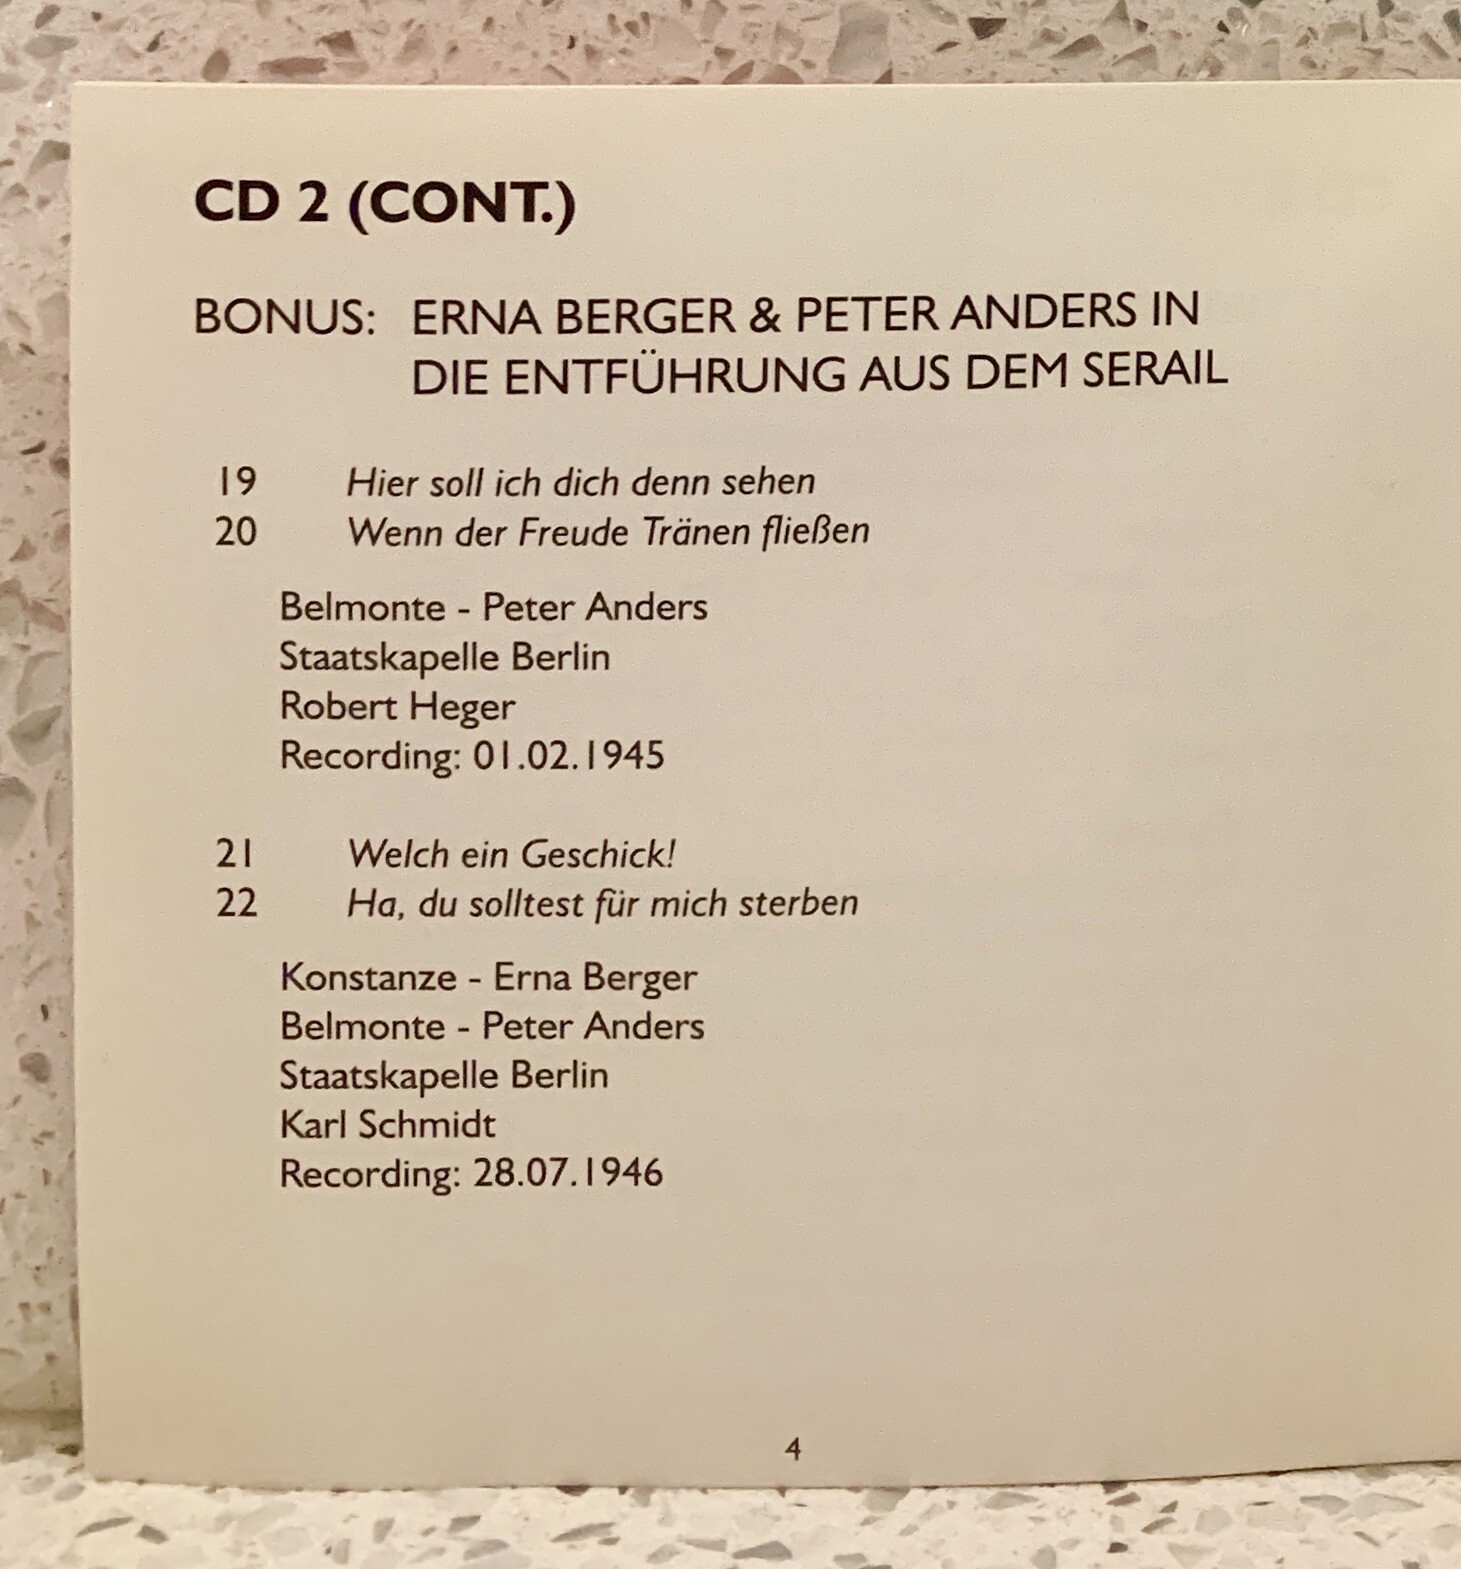 CD 2 (CONT.)
BONUS: ERNA BERGER & PETER ANDERS IN
DIE ENTFÜHRUNG AUS DEM SERAIL
19 Hier soll ich dich denn sehen
20 Wenn der Freude Tränen fließen
Belmonte - Peter Anders
Staatskapelle Berlin
Robert Heger
Recording: 01.02.1945
21 Welch ein Geschick!
22 Ha, du solltest für mich sterben
Konstanze - Erna Berger
Belmonte - Peter Anders
Staatskapelle Berlin
Karl Schmidt
Recording: 28.07.1946
4